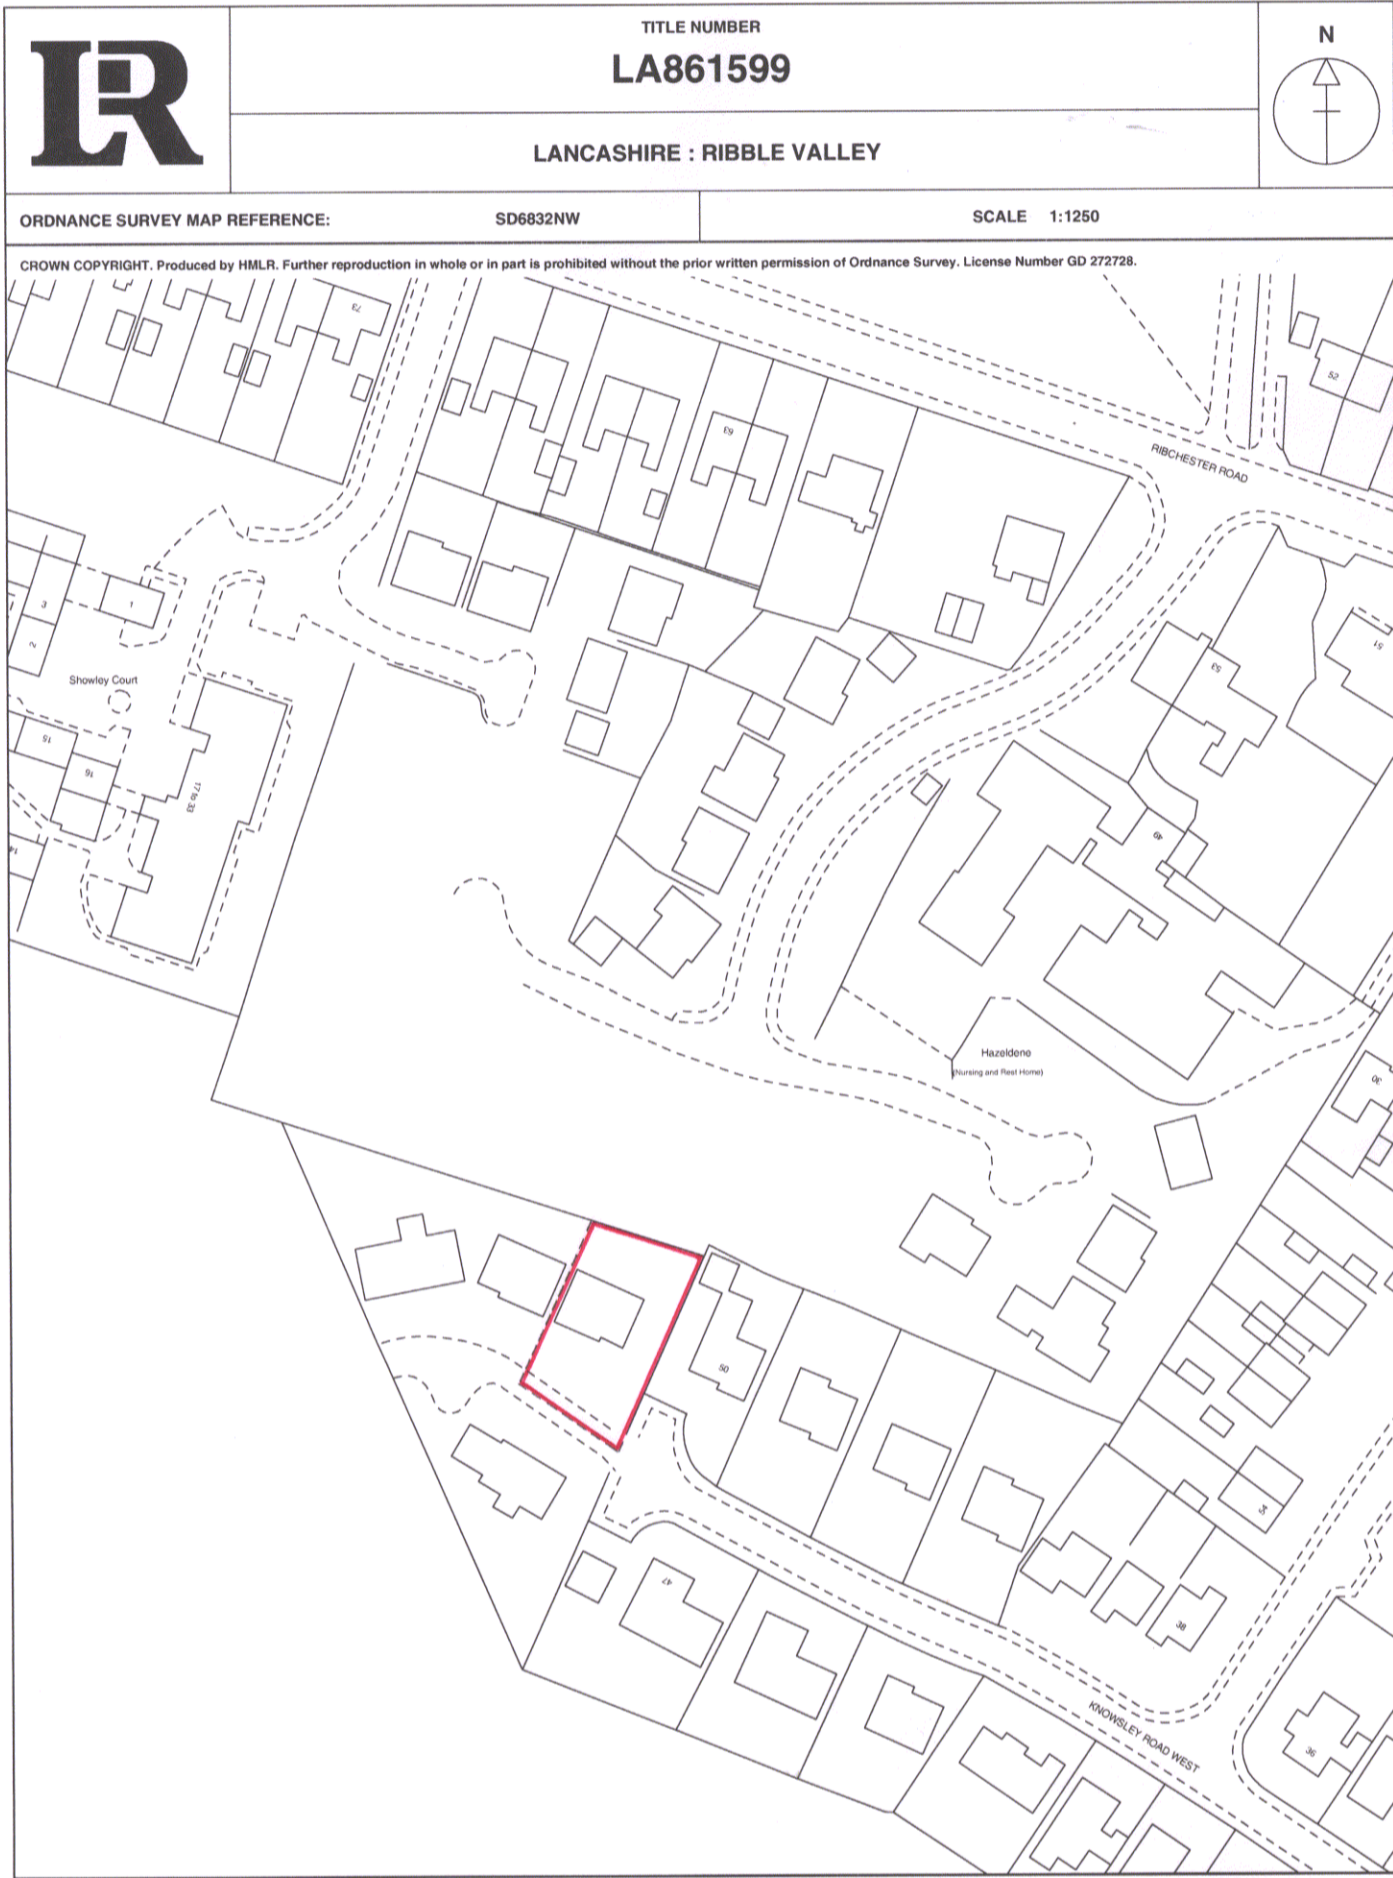 LR
TITLE NUMBER
LA861599
N
LANCASHIRE : RIBBLE VALLEY
ORDNANCE SURVEY MAP REFERENCE: SD6832NW SCALE 1:1250
CROWN COPYRIGHT. Produced by HMLR. Further reproduction in whole or in part is prohibited without the prior written permission of Ordnance Survey. License Number GD 272728.
73
52
63
RIBCHESTER ROAD
3
1
2
51
53
Showley Court
15
16
17 to 33
49
14
Hazeldene
(Nursing and Rest Home)
30
50
47
38
KNOWSLEY ROAD WEST
36